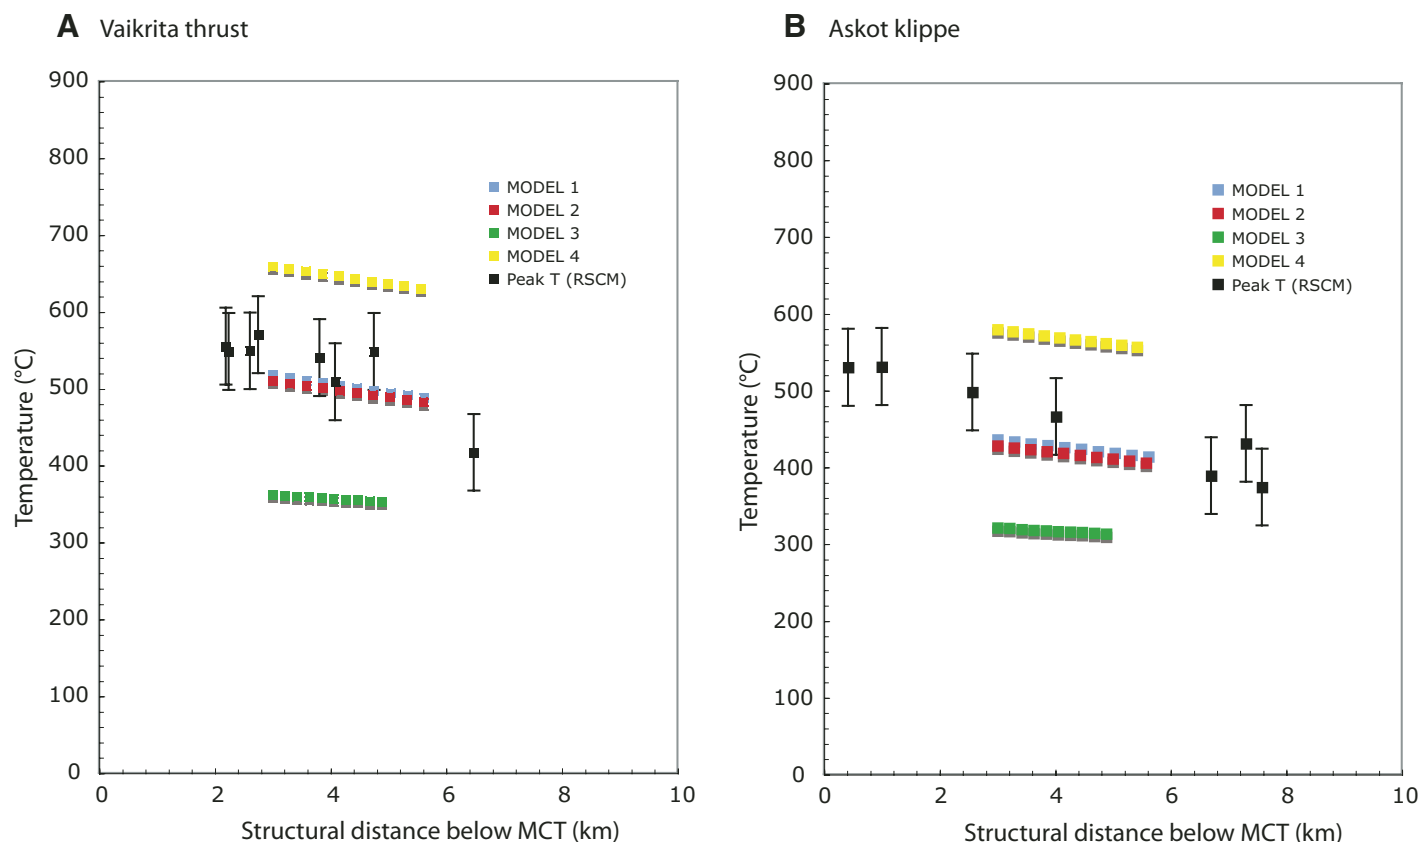 A Vaikrita thrust
900
800
700
600
500
400
300
200
100
0
Temperature (°C)
MODEL 1
MODEL 2
MODEL 3
MODEL 4
Peak T (RSCM)
0 2 4 6 8 10
Structural distance below MCT (km)
B Askot klippe
900
800
700
600
500
400
300
200
100
0
Temperature (°C)
MODEL 1
MODEL 2
MODEL 3
MODEL 4
Peak T (RSCM)
0 2 4 6 8 10
Structural distance below MCT (km)